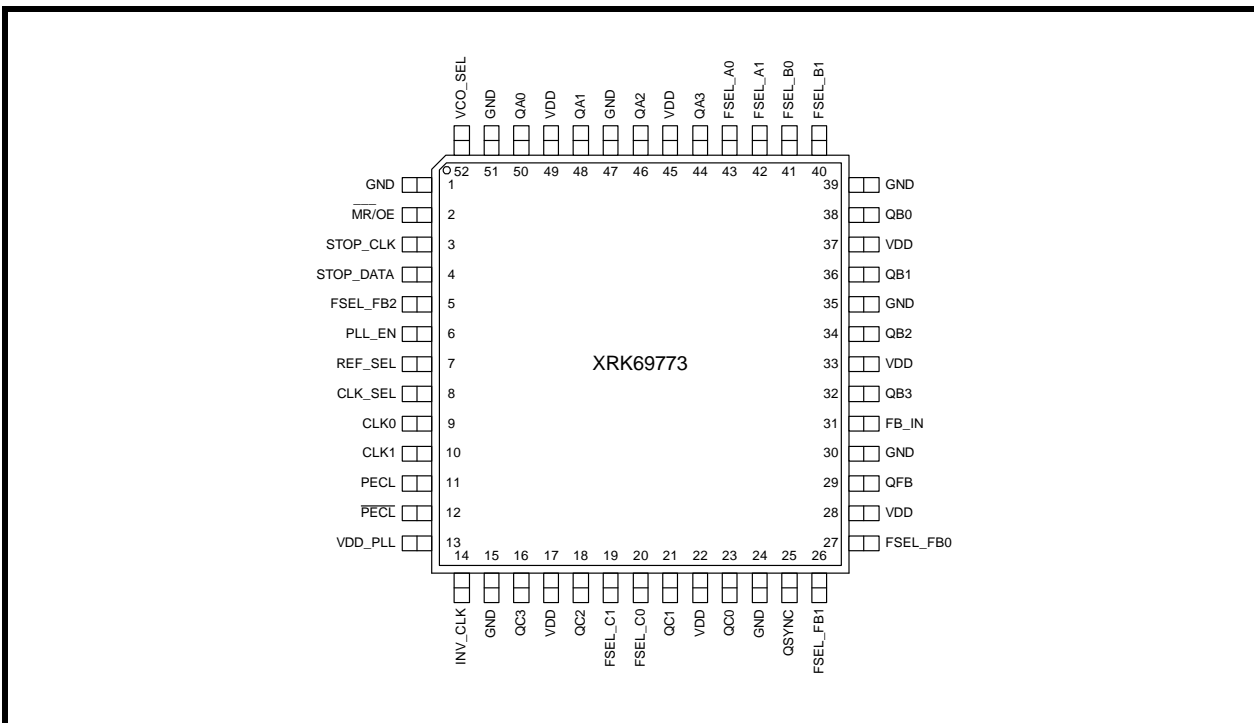 VCO_SEL
GND
QA0
VDD
QA1
GND
QA2
VDD
QA3
FSEL_A0
FSEL_A1
FSEL_B0
FSEL_B1
52 51 50 49 48 47 46 45 44 43 42 41 40
GND 1 39 GND
MR/OE 2 38 QB0
STOP_CLK 3 37 VDD
STOP_DATA 4 36 QB1
FSEL_FB2 5 35 GND
PLL_EN 6 34 QB2
REF_SEL 7 XRK69773 33 VDD
CLK_SEL 8 32 QB3
CLK0 9 31 FB_IN
CLK1 10 30 GND
PECL 11 29 QFB
PECL 12 28 VDD
VDD_PLL 13 27 FSEL_FB0
14 15 16 17 18 19 20 21 22 23 24 25 26
INV_CLK
GND
QC3
VDD
QC2
FSEL_C1
FSEL_C0
QC1
VDD
QC0
GND
QSYNC
FSEL_FB1